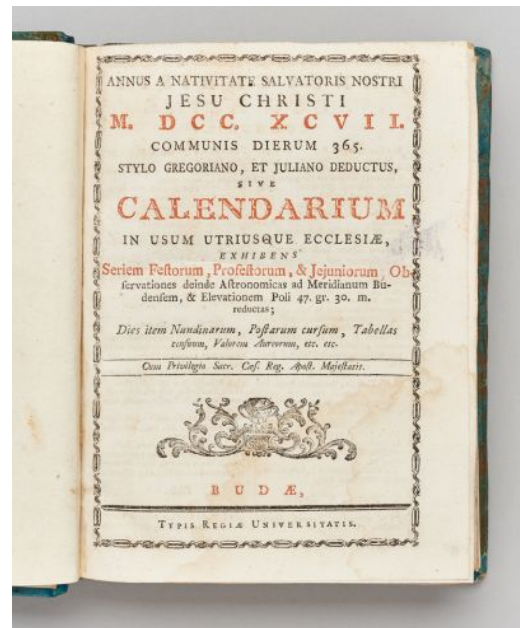 ANNUS A NATIVITATE SALVATORIS NOSTRI
JESU CHRISTI
M. D C C. X C V I I.
COMMUNIS DIERUM 365.
STYLO GREGORIANO, ET JULIANO DEDUCTUS,
SIVE
CALENDARIUM
IN USUM UTRIUSQUE ECCLESIÆ,
EXHIBENS
Seriem Feſtorum, Profeſtorum, & Jejuniorum, Ob-
ſervationes deinde Aſtronomicas ad Meridianum Bu-
denſem, & Elevationem Poli 47. gr. 30. m.
reductas;
Dies item Nundinarum, Poſtarum curſum, Tabellas
cenſuum, Valorem Aureorum, etc. etc.
Cum Privilegio Sacr. Cæſ. Reg. Apoſt. Majeſtatis.
B U D Æ,
TYPIS REGIÆ UNIVERSITATIS.